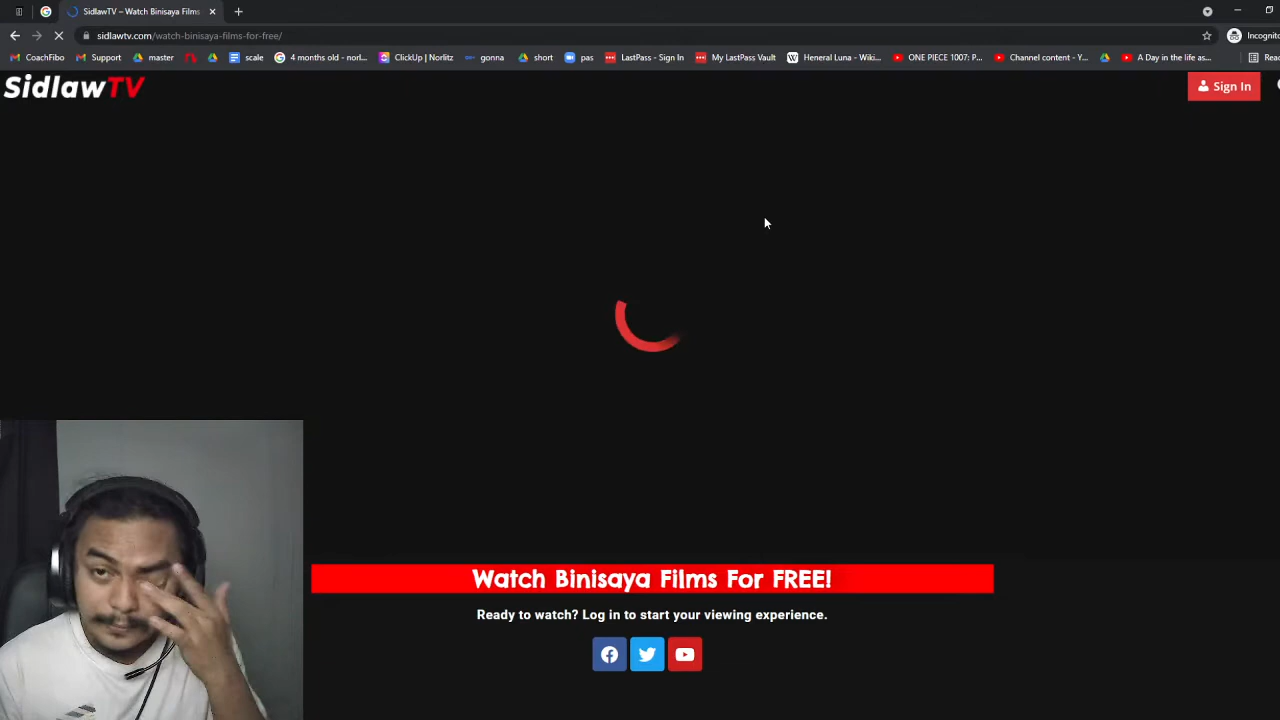 SidlawTV – Watch Binisaya Films
sidlawtv.com/watch-binisaya-films-for-free/
Incognito
CoachFibo
Support
master
scale
4 months old - norl...
ClickUp | Norlitz
gonna
short
pas
LastPass - Sign In
My LastPass Vault
Heneral Luna - Wiki...
ONE PIECE 1007: P...
Channel content - Y...
A Day in the life as...
Rea
SidlawTV
Sign In
Watch Binisaya Films For FREE!
Ready to watch? Log in to start your viewing experience.